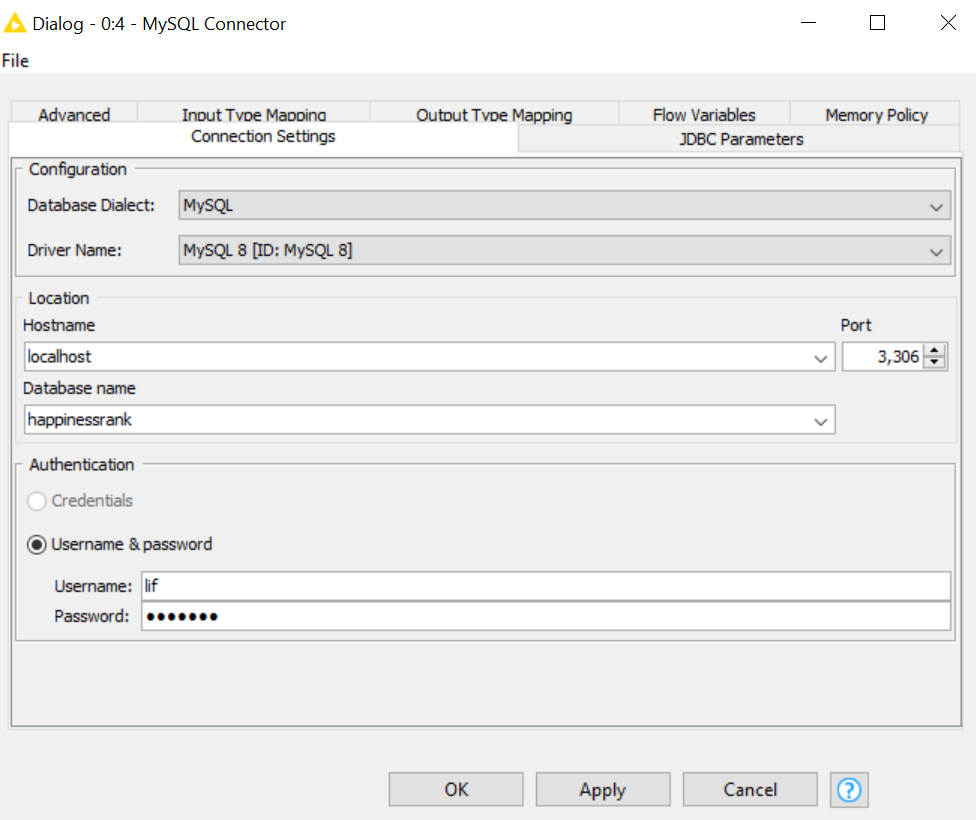 Dialog - 0:4 - MySQL Connector
File
Advanced Input Type Mapping Output Type Mapping Flow Variables Memory Policy
Connection Settings JDBC Parameters
Configuration
Database Dialect: MySQL
Driver Name: MySQL 8 [ID: MySQL 8]
Location
Hostname Port
localhost 3,306
Database name
happinessrank
Authentication
Credentials
Username & password
Username: lif
Password: •••••••
OK Apply Cancel ?